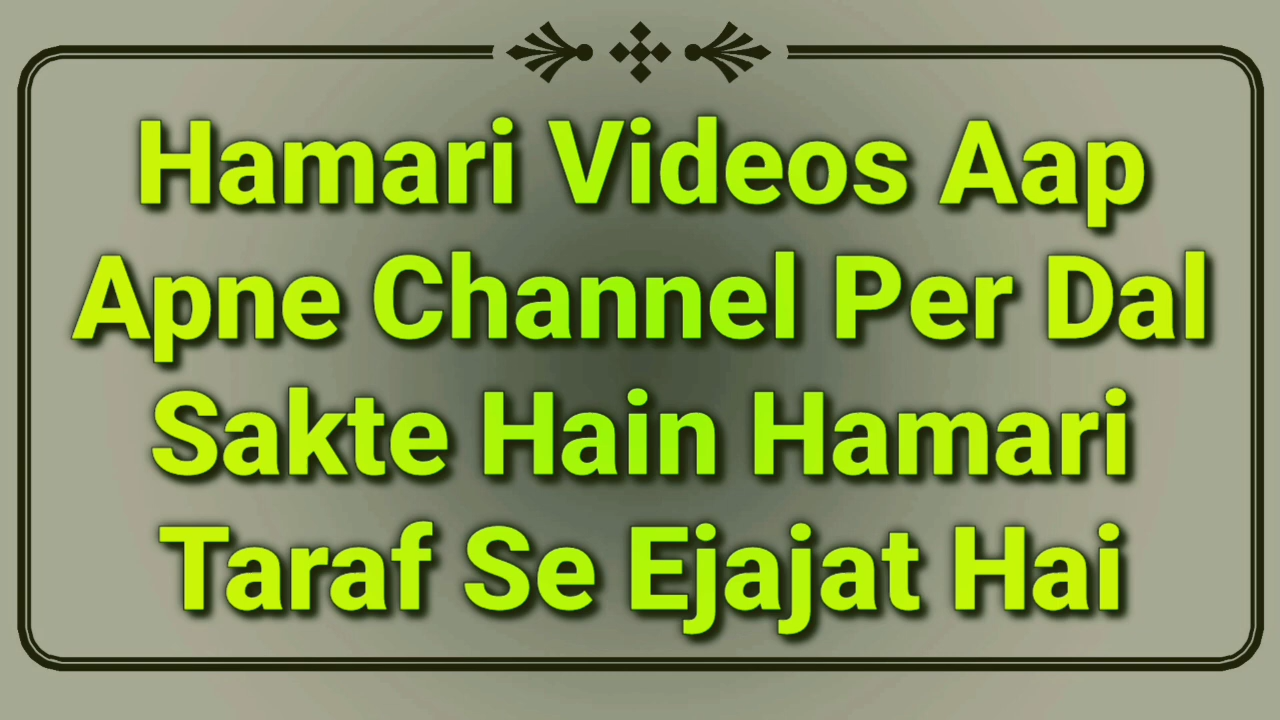 Hamari Videos Aap
Apne Channel Per Dal
Sakte Hain Hamari
Taraf Se Ejajat Hai